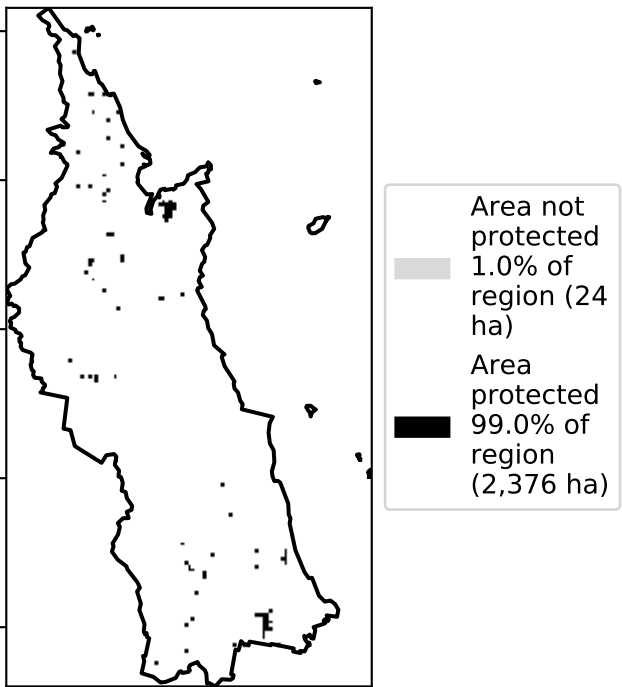 Area not
protected
1.0% of
region (24
ha)
Area
protected
99.0% of
region
(2,376 ha)